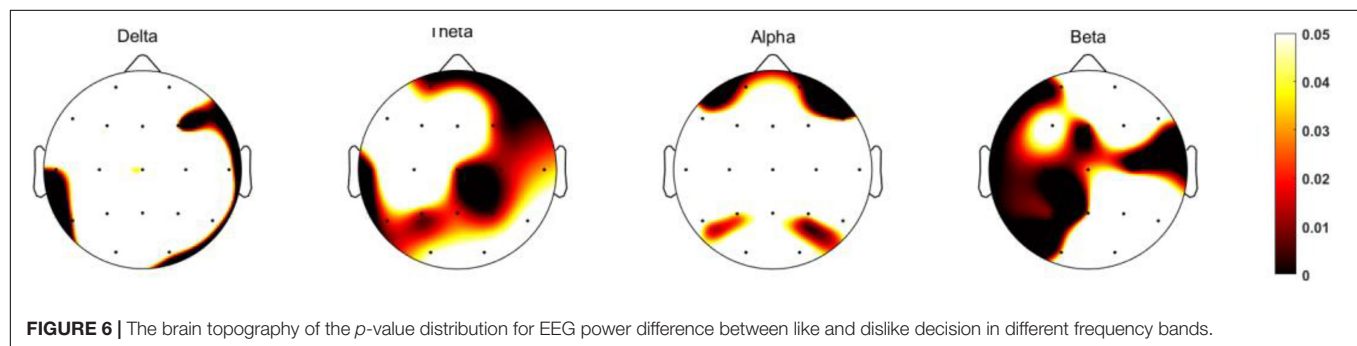 Delta
Theta
Alpha
Beta
0.05
0.04
0.03
0.02
0.01
0
FIGURE 6 | The brain topography of the p-value distribution for EEG power difference between like and dislike decision in different frequency bands.